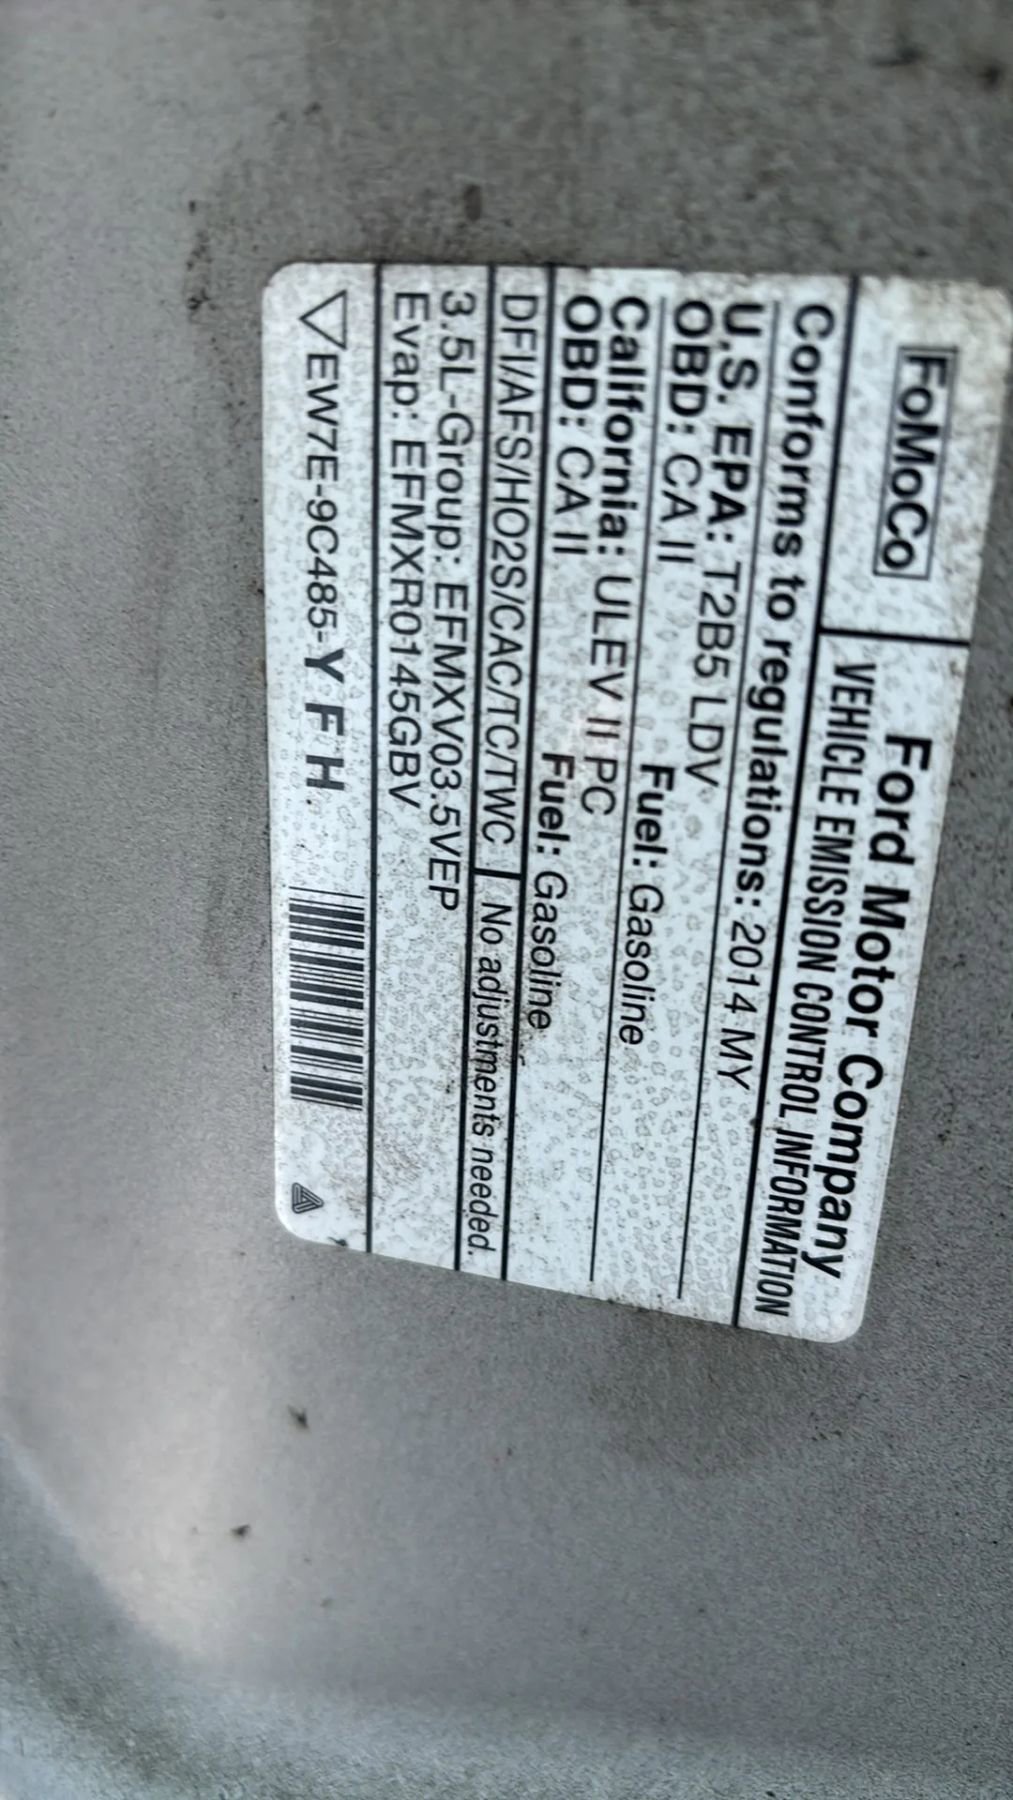 FoMoCo
Ford Motor Company
VEHICLE EMISSION CONTROL INFORMATION
Conforms to regulations: 2014 MY
U.S. EPA: T2B5 LDV
OBD: CA II Fuel: Gasoline
California: ULEV II PC
OBD: CA II Fuel: Gasoline
DFI/AFS/HO2S/CAC/TC/TWC No adjustments needed.
3.5L-Group: EFMXV03.5VEP
Evap: EFMXR0145GBV
EW7E-9C485-Y F H